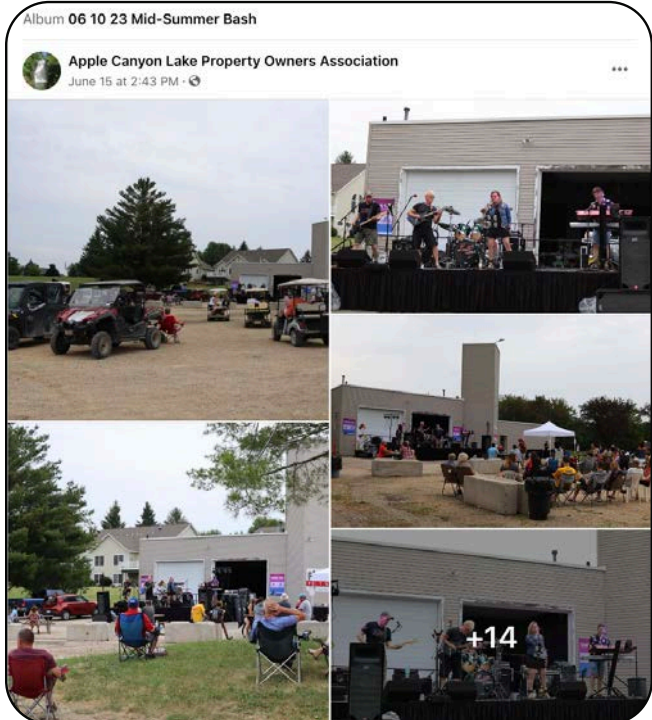 Album 06 10 23 Mid-Summer Bash
Apple Canyon Lake Property Owners Association
June 15 at 2:43 PM ·
+14